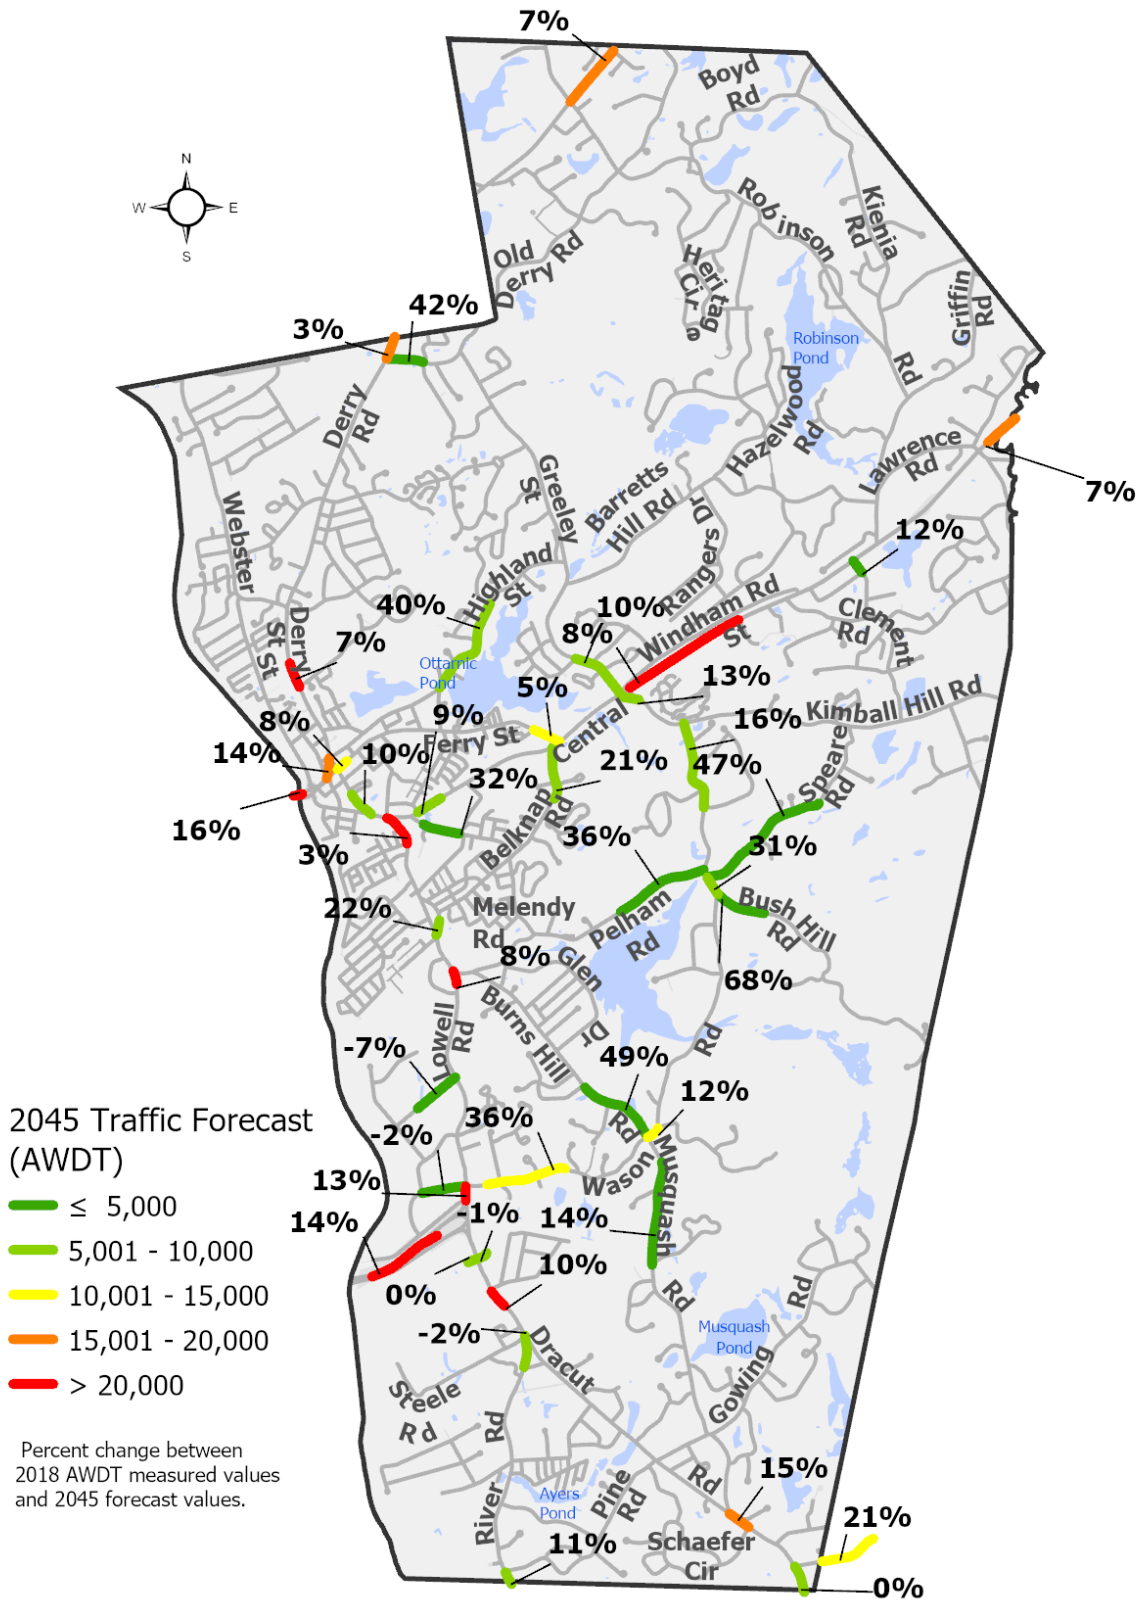 7%
Boyd
Rd
N
W E
S
Robinson
Kienia
Rd
Old
Derry Rd
Heritage
Cir
Griffin
Rd
42%
3%
Robinson
Pond
Rd
Derry
Rd
Hazelwood
Rd
Lawrence
Rd
7%
Greeley
St
Barretts
Hill Rd
Rangers
Dr
Webster
St
12%
Highland
St
40%
10%
Windham Rd
St
Clement
Rd
Derry
St
7%
8%
Ottarnic
Pond
5%
13%
Kimball Hill Rd
9%
8%
Ferry St
Central
16%
14%
10%
32%
21%
47%
Speare
Rd
16%
Belknap
Rd
36%
3%
31%
22%
Melendy
Rd
Pelham
Rd
Bush Hill
Rd
8%
Glen
Dr
68%
Lowell
Rd
Burns Hill
Rd
Rd
-7%
49%
12%
2045 Traffic Forecast
(AWDT)
≤ 5,000
5,001 - 10,000
10,001 - 15,000
15,001 - 20,000
> 20,000
Percent change between
2018 AWDT measured values
and 2045 forecast values.
-2%
36%
Wason
Musquash
13%
14%
-1%
14%
0%
10%
Rd
Rd
-2%
Dracut
Musquash
Pond
Gowing
Steele
Rd
Rd
Rd
15%
River
Ayers
Pond
Pine
Rd
Schaefer
Cir
21%
11%
0%